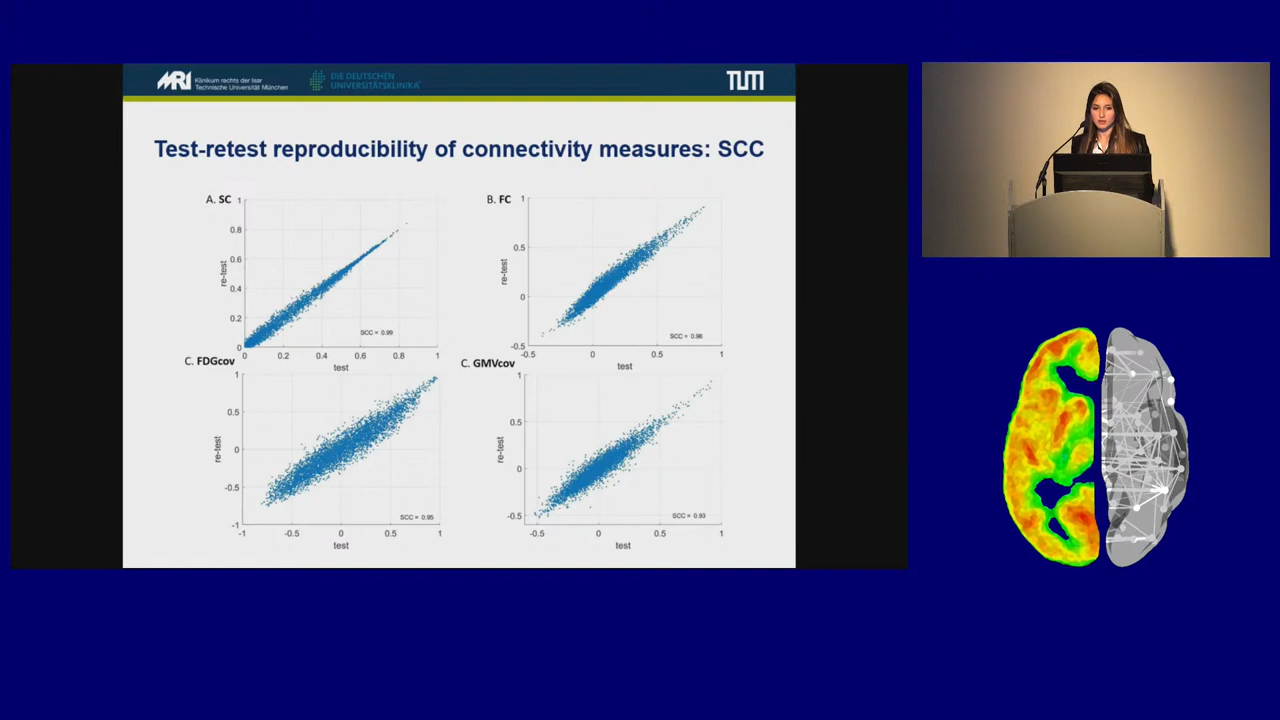 MRI Klinikum rechts der Isar
Technische Universität München
DIE DEUTSCHEN
UNIVERSITÄTSKLINIKA
TUM
Test-retest reproducibility of connectivity measures: SCC
A. SC
1
0.8
0.6
0.4
0.2
0
re-test
SCC = 0.99
0 0.2 0.4 0.6 0.8 1
test
B. FC
1
0.5
0
-0.5
re-test
SCC = 0.96
-0.5 0 0.5 1
test
C. FDGcov
1
0.5
0
-0.5
-1
re-test
SCC = 0.95
-1 -0.5 0 0.5 1
test
C. GMVcov
1
0.5
0
-0.5
re-test
SCC = 0.93
-0.5 0 0.5 1
test